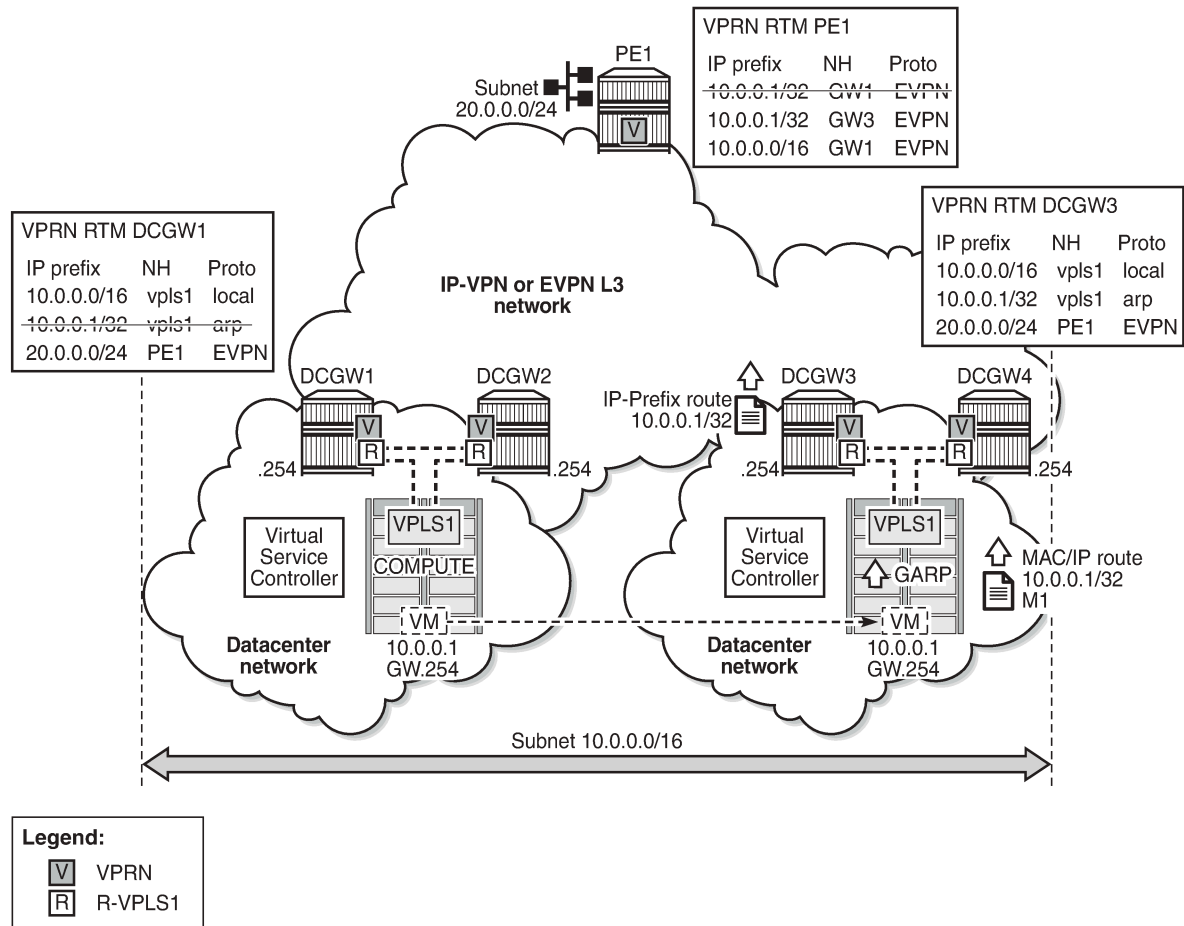 VPRN RTM PE1
IP prefix NH Proto
10.0.0.1/32 GW1 EVPN
10.0.0.1/32 GW3 EVPN
10.0.0.0/16 GW1 EVPN
PE1
Subnet
20.0.0.0/24
V
VPRN RTM DCGW1
IP prefix NH Proto
10.0.0.0/16 vpls1 local
10.0.0.1/32 vpls1 arp
20.0.0.0/24 PE1 EVPN
VPRN RTM DCGW3
IP prefix NH Proto
10.0.0.0/16 vpls1 local
10.0.0.1/32 vpls1 arp
20.0.0.0/24 PE1 EVPN
IP-VPN or EVPN L3
network
DCGW1
DCGW2
IP-Prefix route
10.0.0.1/32
DCGW3
DCGW4
V
V
V
V
R
R
R
R
.254
.254
.254
.254
VPLS1
VPLS1
Virtual
Service
Controller
COMPUTE
Virtual
Service
Controller
GARP
MAC/IP route
10.0.0.1/32
M1
VM
VM
Datacenter
network
10.0.0.1
GW.254
Datacenter
network
10.0.0.1
GW.254
Subnet 10.0.0.0/16
Legend:
V VPRN
R R-VPLS1